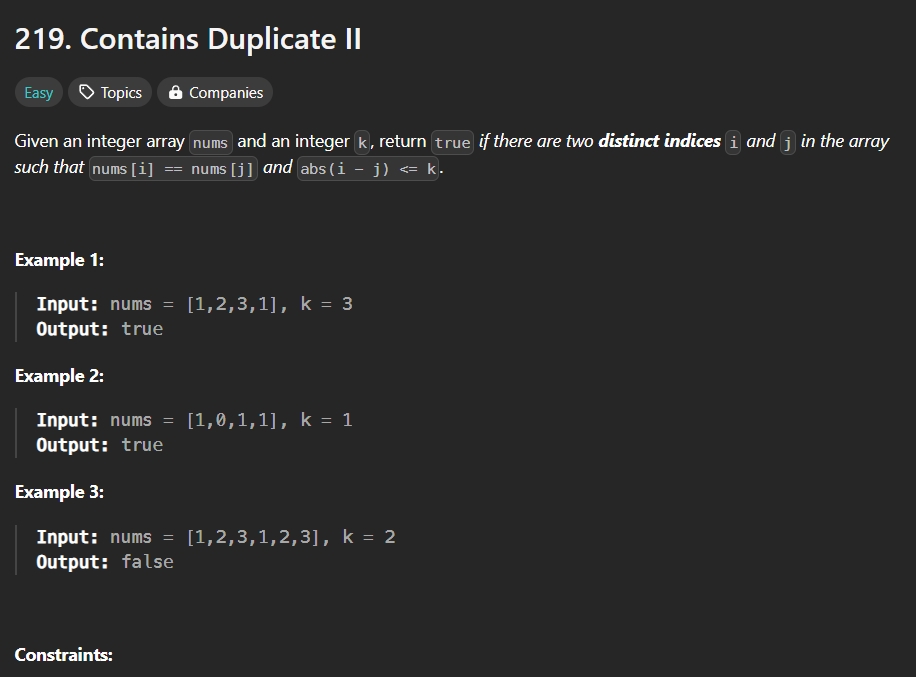 219. Contains Duplicate II
Easy Topics Companies
Given an integer array nums and an integer k, return true if there are two distinct indices i and j in the array
such that nums[i] == nums[j] and abs(i - j) <= k.
Example 1:
Input: nums = [1,2,3,1], k = 3
Output: true
Example 2:
Input: nums = [1,0,1,1], k = 1
Output: true
Example 3:
Input: nums = [1,2,3,1,2,3], k = 2
Output: false
Constraints: